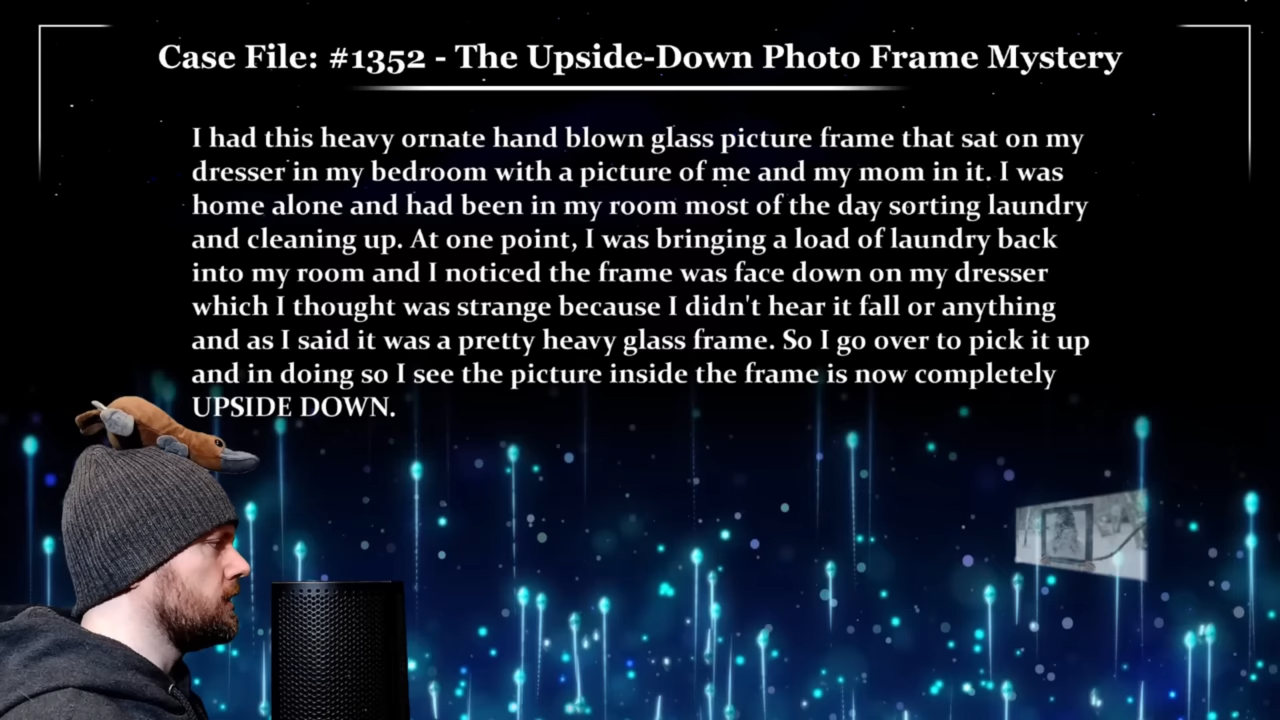 Case File: #1352 - The Upside-Down Photo Frame Mystery
I had this heavy ornate hand blown glass picture frame that sat on my
dresser in my bedroom with a picture of me and my mom in it. I was
home alone and had been in my room most of the day sorting laundry
and cleaning up. At one point, I was bringing a load of laundry back
into my room and I noticed the frame was face down on my dresser
which I thought was strange because I didn't hear it fall or anything
and as I said it was a pretty heavy glass frame. So I go over to pick it up
and in doing so I see the picture inside the frame is now completely
UPSIDE DOWN.